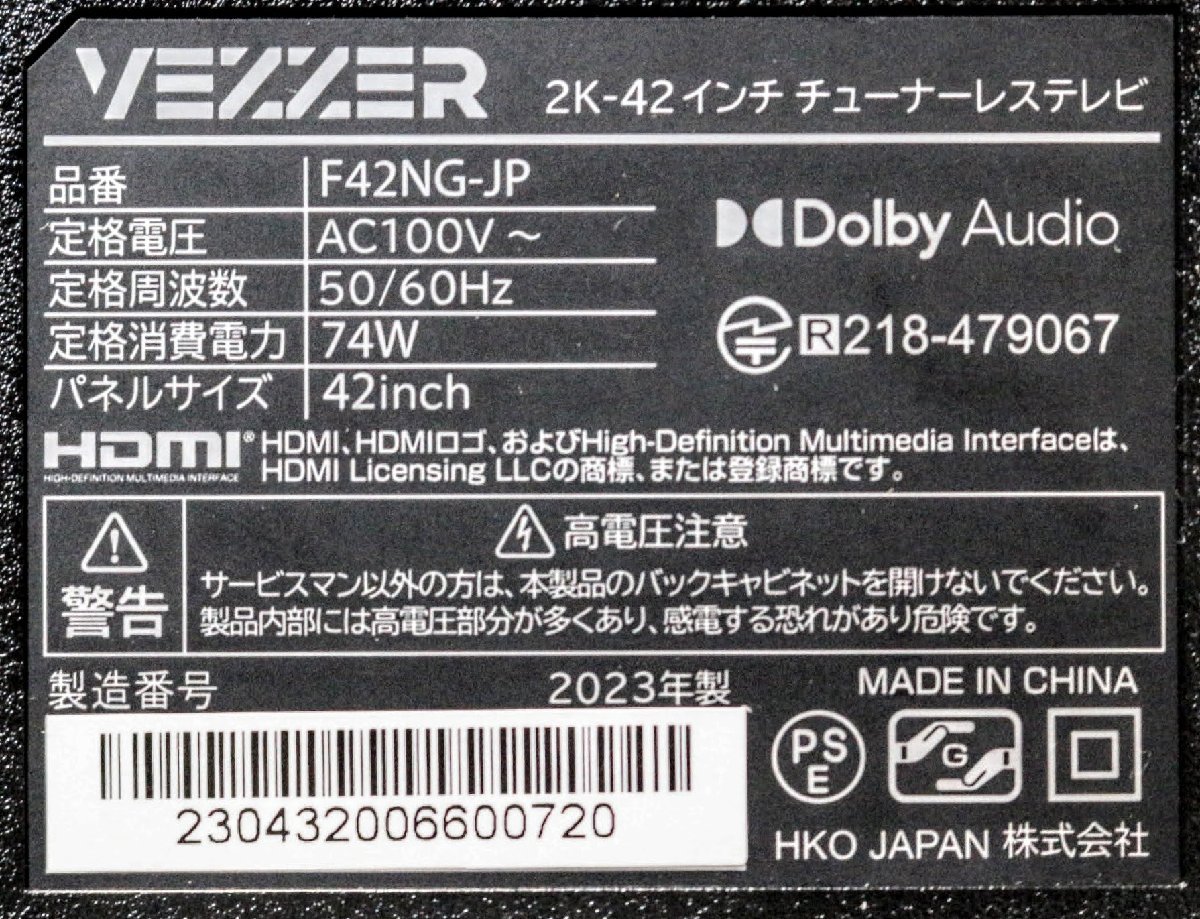 VEZZER
2K-42インチ チューナーレステレビ
品番 F42NG-JP
定格電圧 AC100V ～
定格周波数 50/60Hz
定格消費電力 74W
パネルサイズ 42inch
Dolby Audio
R 218-479067
HDMI® HIGH-DEFINITION MULTIMEDIA INTERFACE
HDMI、HDMIロゴ、およびHigh-Definition Multimedia Interfaceは、
HDMI Licensing LLCの商標、または登録商標です。
警告
高電圧注意
サービスマン以外の方は、本製品のバックキャビネットを開けないでください。
製品内部には高電圧部分が多くあり、感電する恐れがあり危険です。
製造番号 2023年製
230432006600720
MADE IN CHINA
PSE G
HKO JAPAN 株式会社